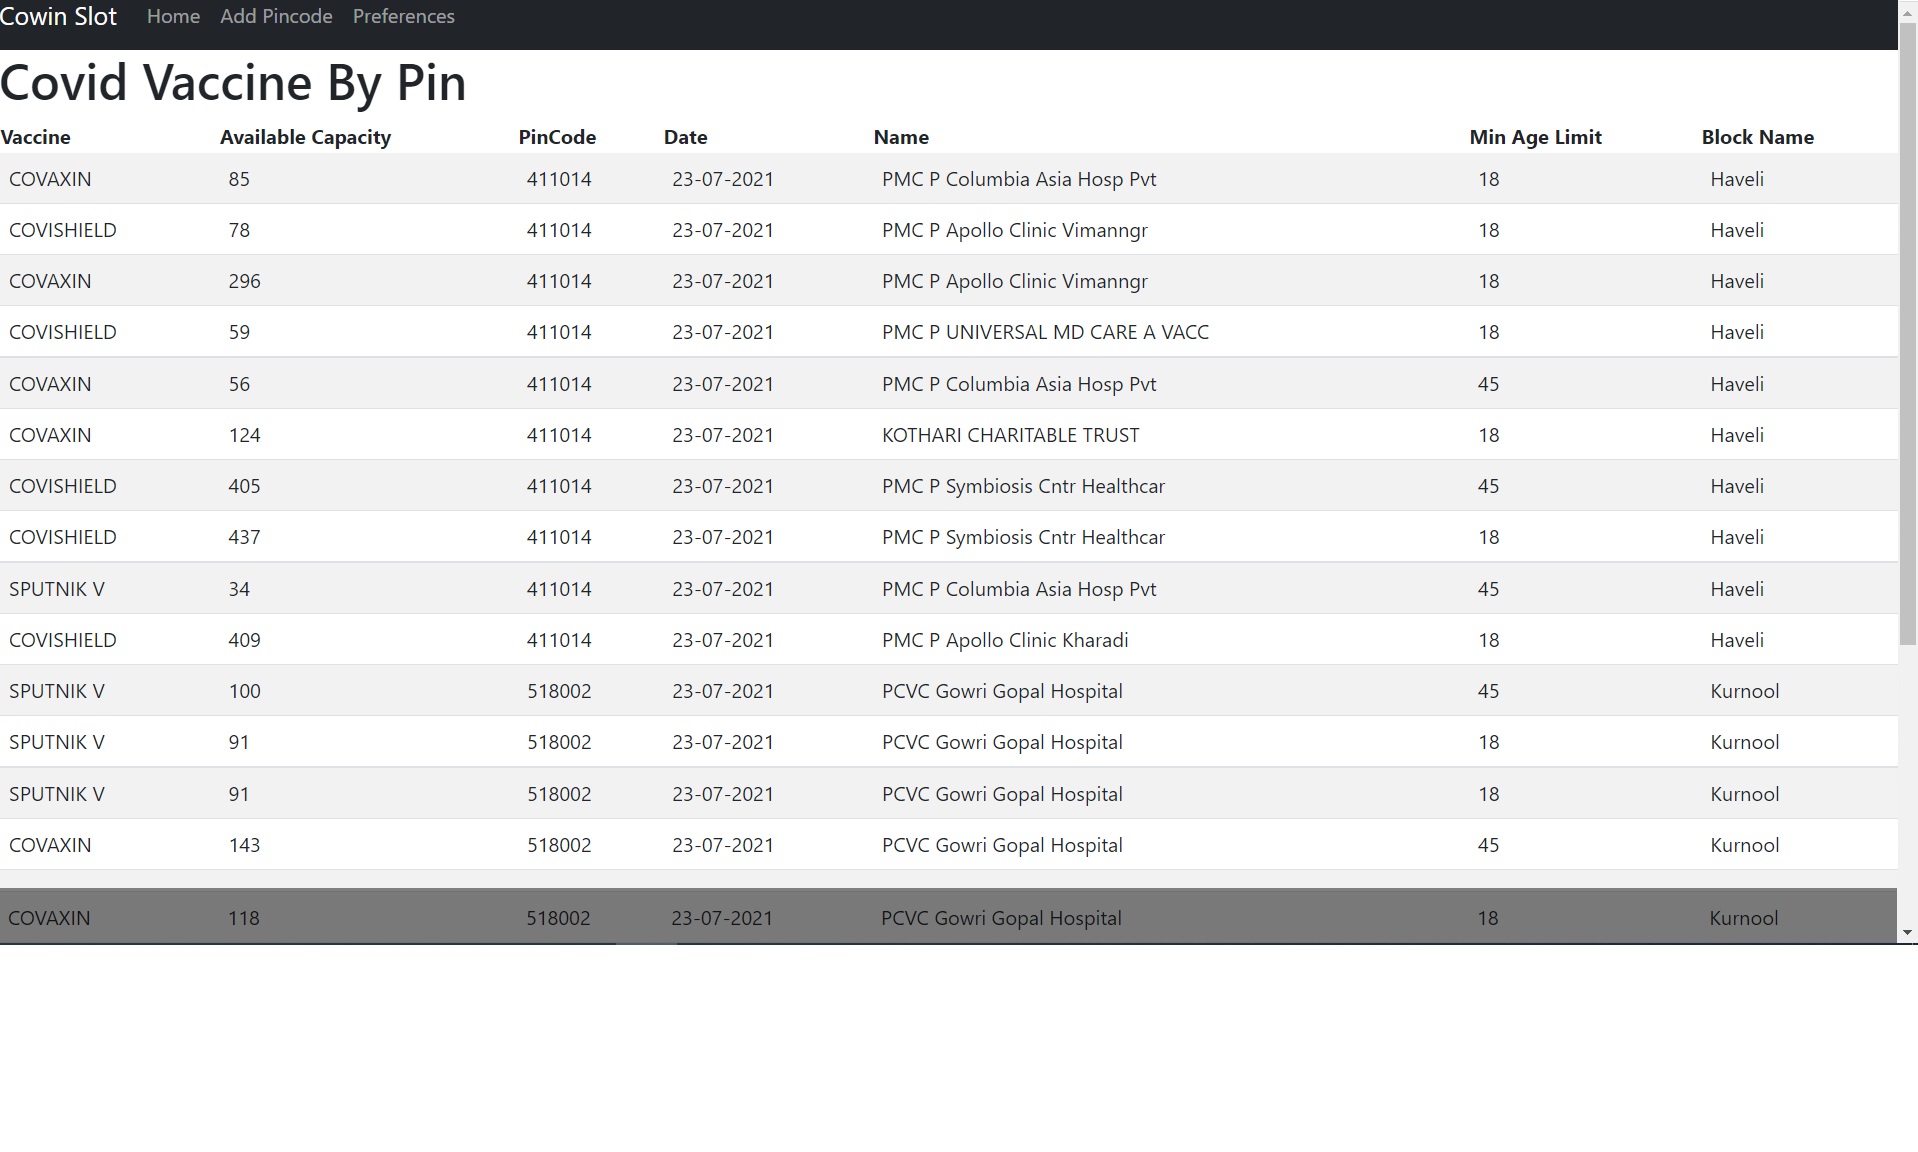 Cowin Slot Home Add Pincode Preferences
Covid Vaccine By Pin
Vaccine Available Capacity PinCode Date Name Min Age Limit Block Name
COVAXIN 85 411014 23-07-2021 PMC P Columbia Asia Hosp Pvt 18 Haveli
COVISHIELD 78 411014 23-07-2021 PMC P Apollo Clinic Vimanngr 18 Haveli
COVAXIN 296 411014 23-07-2021 PMC P Apollo Clinic Vimanngr 18 Haveli
COVISHIELD 59 411014 23-07-2021 PMC P UNIVERSAL MD CARE A VACC 18 Haveli
COVAXIN 56 411014 23-07-2021 PMC P Columbia Asia Hosp Pvt 45 Haveli
COVAXIN 124 411014 23-07-2021 KOTHARI CHARITABLE TRUST 18 Haveli
COVISHIELD 405 411014 23-07-2021 PMC P Symbiosis Cntr Healthcar 45 Haveli
COVISHIELD 437 411014 23-07-2021 PMC P Symbiosis Cntr Healthcar 18 Haveli
SPUTNIK V 34 411014 23-07-2021 PMC P Columbia Asia Hosp Pvt 45 Haveli
COVISHIELD 409 411014 23-07-2021 PMC P Apollo Clinic Kharadi 18 Haveli
SPUTNIK V 100 518002 23-07-2021 PCVC Gowri Gopal Hospital 45 Kurnool
SPUTNIK V 91 518002 23-07-2021 PCVC Gowri Gopal Hospital 18 Kurnool
SPUTNIK V 91 518002 23-07-2021 PCVC Gowri Gopal Hospital 18 Kurnool
COVAXIN 143 518002 23-07-2021 PCVC Gowri Gopal Hospital 45 Kurnool
COVAXIN 118 518002 23-07-2021 PCVC Gowri Gopal Hospital 18 Kurnool